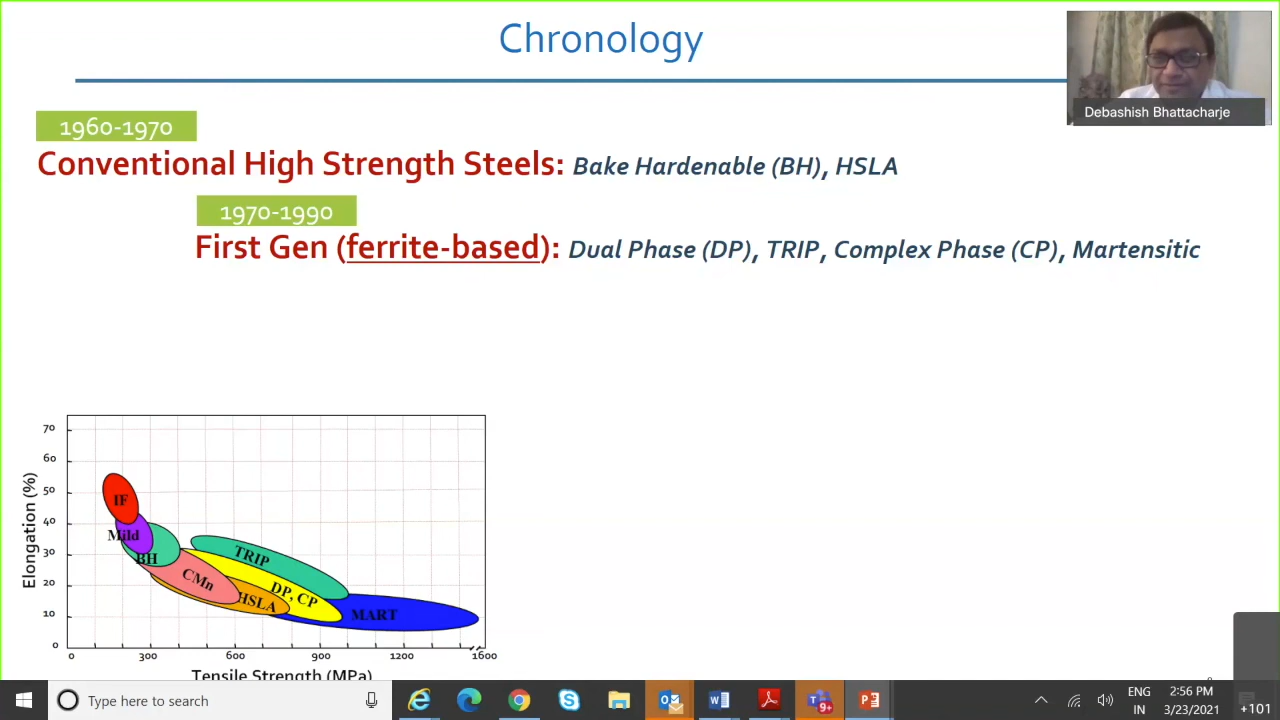 Chronology
Debashish Bhattacharje
1960-1970
Conventional High Strength Steels: Bake Hardenable (BH), HSLA
1970-1990
First Gen (ferrite-based): Dual Phase (DP), TRIP, Complex Phase (CP), Martensitic
70
60
50
40
30
20
10
0
Elongation (%)
IF
Mild
BH
CMn
TRIP
DP, CP
HSLA
MART
0 300 600 900 1200 1600
Tensile Strength (MPa)
Type here to search
9+
ENG
IN
2:56 PM
3/23/2021
+101